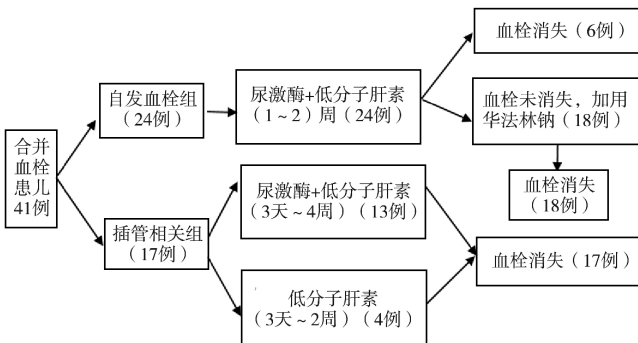 合并
血栓
患儿
41例
自发血栓组
(24例)
尿激酶+低分子肝素
(1~2)周(24例)
血栓消失(6例)
血栓未消失,加用
华法林钠(18例)
血栓消失
(18例)
插管相关组
(17例)
尿激酶+低分子肝素
(3天~4周)(13例)
低分子肝素
(3天~2周)(4例)
血栓消失(17例)